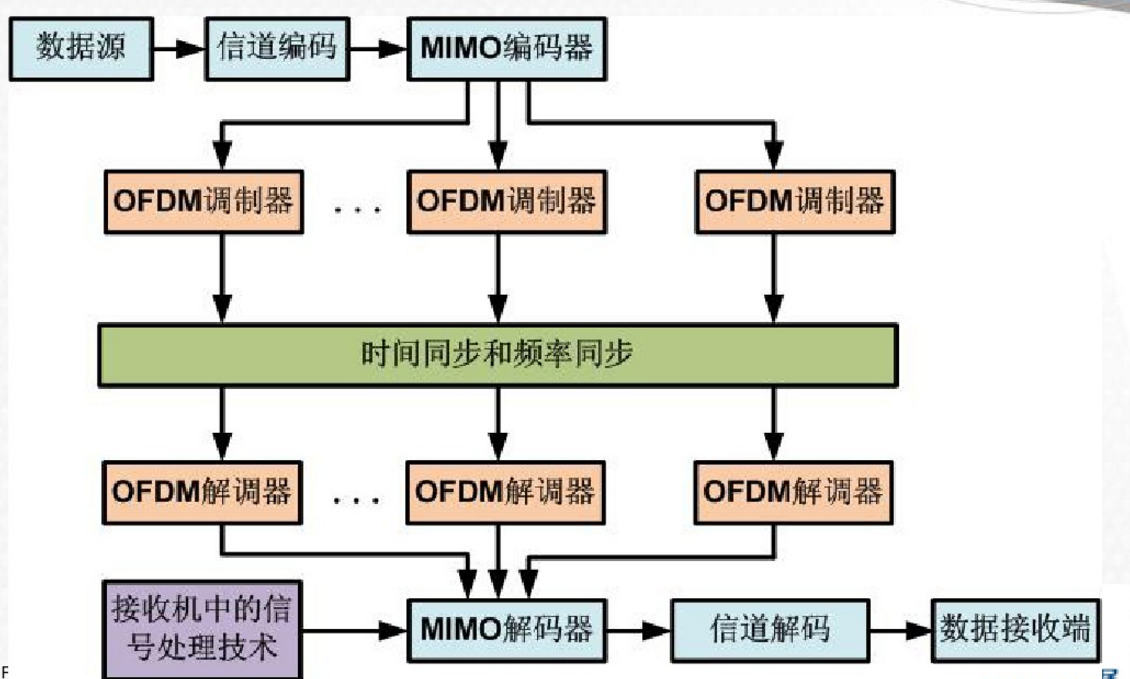 数据源
信道编码
MIMO编码器
OFDM调制器
...
OFDM调制器
OFDM调制器
时间同步和频率同步
OFDM解调器
...
OFDM解调器
OFDM解调器
接收机中的信
号处理技术
MIMO解码器
信道解码
数据接收端
F